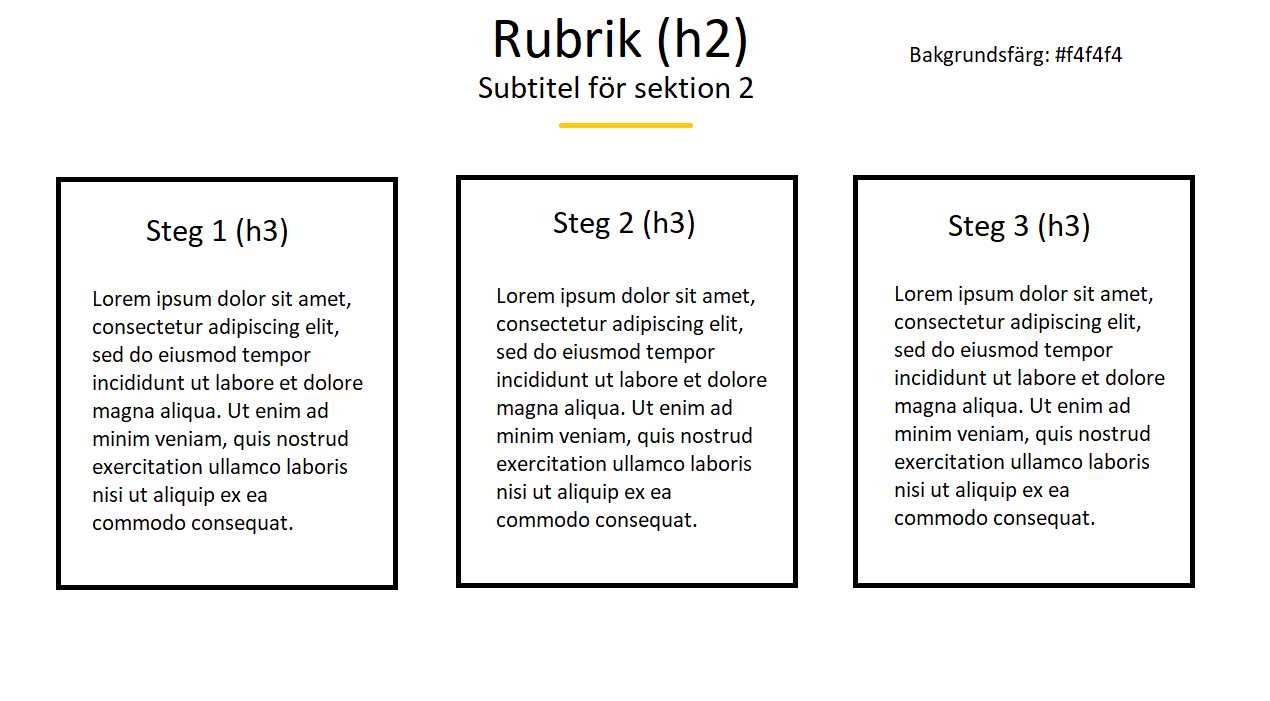 Rubrik (h2)
Subtitel för sektion 2
Bakgrundsfärg: #f4f4f4
Steg 1 (h3)
Lorem ipsum dolor sit amet,
consectetur adipiscing elit,
sed do eiusmod tempor
incididunt ut labore et dolore
magna aliqua. Ut enim ad
minim veniam, quis nostrud
exercitation ullamco laboris
nisi ut aliquip ex ea
commodo consequat.
Steg 2 (h3)
Lorem ipsum dolor sit amet,
consectetur adipiscing elit,
sed do eiusmod tempor
incididunt ut labore et dolore
magna aliqua. Ut enim ad
minim veniam, quis nostrud
exercitation ullamco laboris
nisi ut aliquip ex ea
commodo consequat.
Steg 3 (h3)
Lorem ipsum dolor sit amet,
consectetur adipiscing elit,
sed do eiusmod tempor
incididunt ut labore et dolore
magna aliqua. Ut enim ad
minim veniam, quis nostrud
exercitation ullamco laboris
nisi ut aliquip ex ea
commodo consequat.